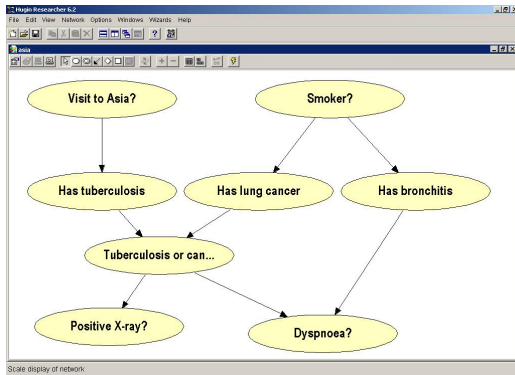 Hugin Researcher 6.2
File Edit View Network Options Windows Wizards Help
asia
Visit to Asia?
Smoker?
Has tuberculosis
Has lung cancer
Has bronchitis
Tuberculosis or can...
Positive X-ray?
Dyspnoea?
Scale display of network